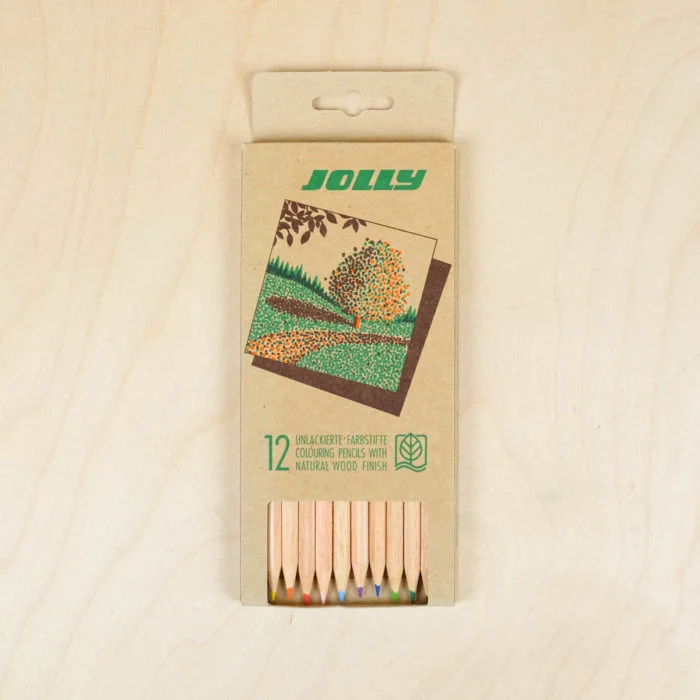 JOLLY
12
UNLACKIERTE·FARBSTIFTE
COLOURING PENCILS WITH
NATURAL WOOD FINISH